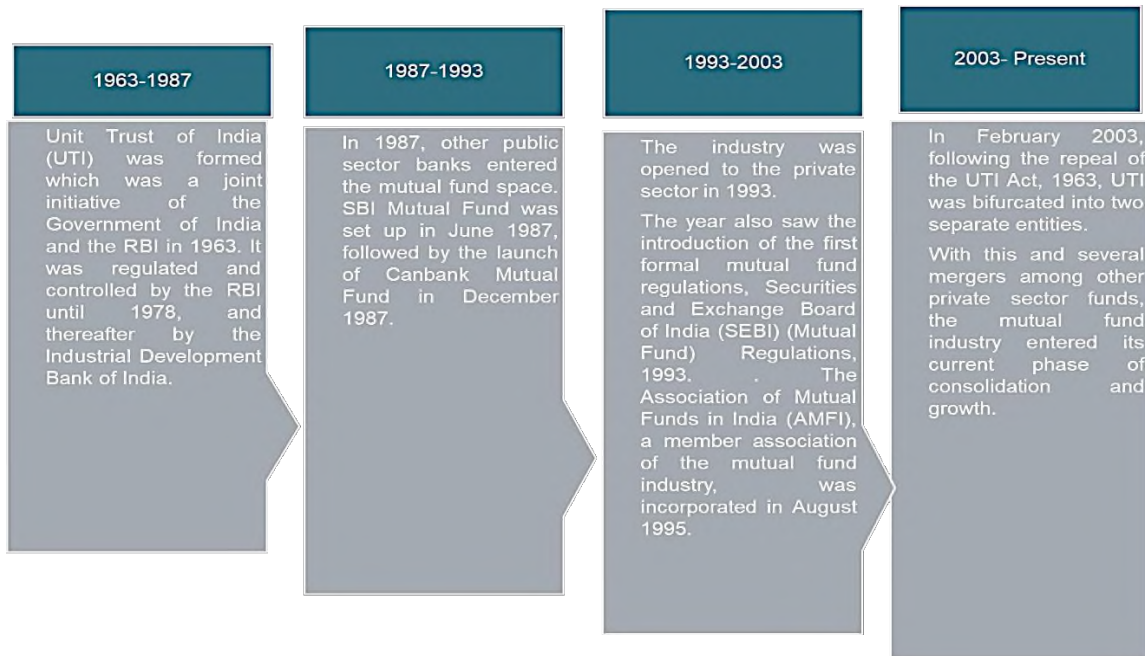 1963-1987
Unit Trust of India
(UTI) was formed
which was a joint
initiative of the
Government of India
and the RBI in 1963. It
was regulated and
controlled by the RBI
until 1978, and
thereafter by the
Industrial Development
Bank of India.
1987-1993
In 1987, other public
sector banks entered
the mutual fund space.
SBI Mutual Fund was
set up in June 1987,
followed by the launch
of Canbank Mutual
Fund in December
1987.
1993-2003
The industry was
opened to the private
sector in 1993.
The year also saw the
introduction of the first
formal mutual fund
regulations, Securities
and Exchange Board
of India (SEBI) (Mutual
Fund) Regulations,
1993. . The
Association of Mutual
Funds in India (AMFI),
a member association
of the mutual fund
industry, was
incorporated in August
1995.
2003- Present
In February 2003,
following the repeal of
the UTI Act, 1963, UTI
was bifurcated into two
separate entities.
With this and several
mergers among other
private sector funds,
the mutual fund
industry entered its
current phase of
consolidation and
growth.